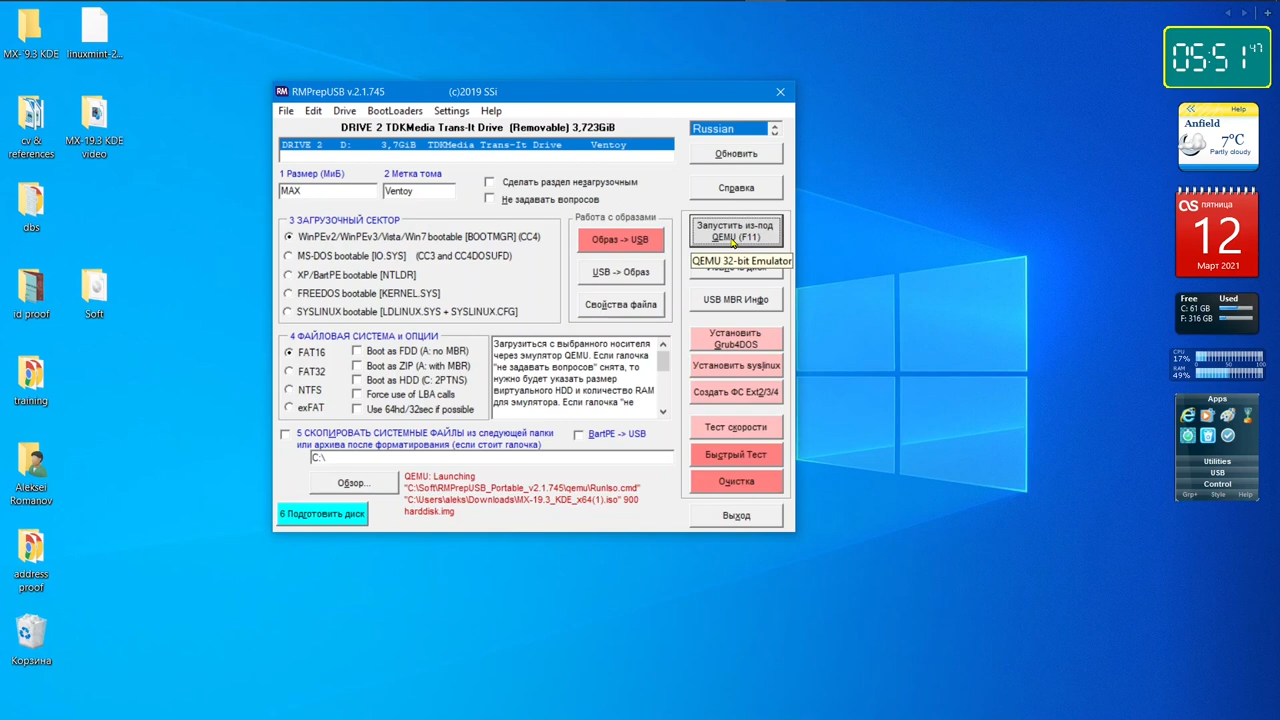 MX- 9.3 KDE
linuxmint-2...
cv &
references
MX-19.3 KDE
video
dbs
id proof
Soft
training
Aleksei
Romanov
address
proof
Корзина
RMPrepUSB v.2.1.745
(c)2019 SSi
File Edit Drive BootLoaders Settings Help
DRIVE 2 TDKMedia Trans-It Drive (Removable) 3,723GiB
DRIVE 2 D: 3,7GiB TDKMedia Trans-It Drive Ventoy
1 Размер (МиБ)
2 Метка тома
MAX
Ventoy
Сделать раздел незагрузочным
Не задавать вопросов
3 ЗАГРУЗОЧНЫЙ СЕКТОР
WinPEv2/WinPEv3/Vista/Win7 bootable [BOOTMGR] (CC4)
MS-DOS bootable [IO.SYS] (CC3 and CC4DOSUFD)
XP/BartPE bootable [NTLDR]
FREEDOS bootable [KERNEL.SYS]
SYSLINUX bootable [LDLINUX.SYS + SYSLINUX.CFG]
Работа с образами
Образ -> USB
USB -> Образ
Свойства файла
4 ФАЙЛОВАЯ СИСТЕМА и ОПЦИИ
FAT16
FAT32
NTFS
exFAT
Boot as FDD (A: no MBR)
Boot as ZIP (A: with MBR)
Boot as HDD (C: 2PTNS)
Force use of LBA calls
Use 64hd/32sec if possible
Загрузиться с выбранного носителя
через эмулятор QEMU. Если галочка
"не задавать вопросов" снята, то
нужно будет указать размер
виртуального HDD и количество RAM
для эмулятора. Если галочка "не
5 СКОПИРОВАТЬ СИСТЕМНЫЕ ФАЙЛЫ из следующей папки
или архива после форматирования (если стоит галочка)
BartPE -> USB
C:\
Обзор...
6 Подготовить диск
QEMU: Launching
"C:\Soft\RMPrepUSB_Portable_v2.1.745\qemu\RunIso.cmd"
"C:\Users\aleks\Downloads\MX-19.3_KDE_x64(1).iso" 900
harddisk.img
Russian
Обновить
Справка
Запустить из-под
QEMU (F11)
QEMU 32-bit Emulator
USB MBR Инфо
Установить
Grub4DOS
Установить syslinux
Создать ФС Ext2/3/4
Тест скорости
Быстрый Тест
Очистка
Выход
05:51 47
Help
Anfield
7°C
Partly cloudy
пятница
12
Март 2021
Free Used
C: 61 GB
F: 316 GB
CPU
17%
0 50 100
RAM
49%
Apps
Utilities
USB
Control
Grp+ Style Help